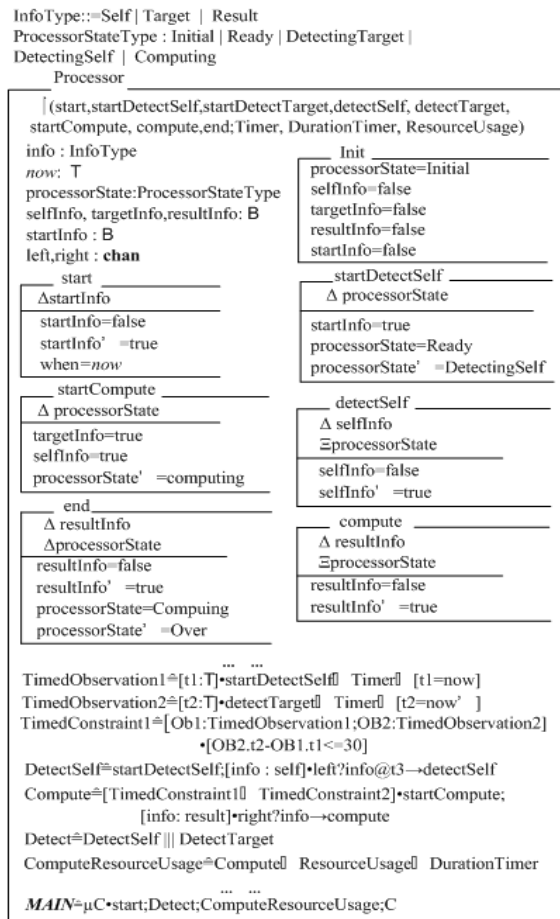 InfoType::=Self | Target | Result
ProcessorStateType : Initial | Ready | DetectingTarget |
DetectingSelf | Computing
Processor
⌈(start,startDetectSelf,startDetectTarget,detectSelf, detectTarget,
startCompute, compute,end;Timer, DurationTimer, ResourceUsage)
info : InfoType
now: T
processorState:ProcessorStateType
selfInfo, targetInfo,resultInfo: B
startInfo : B
left,right : chan
Init
processorState=Initial
selfInfo=false
targetInfo=false
resultInfo=false
startInfo=false
start
ΔstartInfo
startInfo=false
startInfo' =true
when=now
startDetectSelf
Δ processorState
startInfo=true
processorState=Ready
processorState' =DetectingSelf
startCompute
Δ processorState
targetInfo=true
selfInfo=true
processorState' =computing
detectSelf
Δ selfInfo
ΞprocessorState
selfInfo=false
selfInfo' =true
end
Δ resultInfo
ΔprocessorState
resultInfo=false
resultInfo' =true
processorState=Compuing
processorState' =Over
compute
Δ resultInfo
ΞprocessorState
resultInfo=false
resultInfo' =true
... ...
TimedObservation1≙[t1:T]•startDetectSelf▯ Timer▯ [t1=now]
TimedObservation2≙[t2:T]•detectTarget▯ Timer▯ [t2=now' ]
TimedConstraint1≙[Ob1:TimedObservation1;OB2:TimedObservation2]
•[OB2.t2-OB1.t1<=30]
DetectSelf≙startDetectSelf;[info : self]•left?info@t3→detectSelf
Compute≙[TimedConstraint1▯ TimedConstraint2]•startCompute;
[info: result]•right?info→compute
Detect≙DetectSelf ||| DetectTarget
ComputeResourceUsage≙Compute▯ ResourceUsage▯ DurationTimer
... ...
MAIN≙μC•start;Detect;ComputeResourceUsage;C